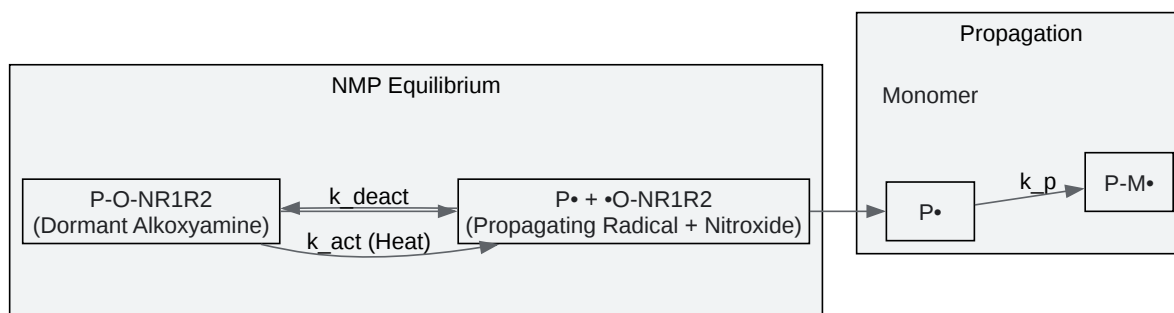 NMP Equilibrium
P-O-NR1R2
(Dormant Alkoxyamine)
k_deact
k_act (Heat)
P• + •O-NR1R2
(Propagating Radical + Nitroxide)
Propagation
Monomer
P•
k_p
P-M•